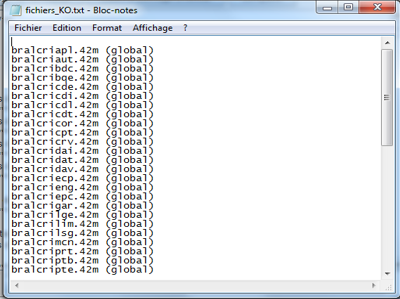 fichiers_KO.txt - Bloc-notes
Fichier Edition Format Affichage ?
bralcriapl.42m (global)
bralcriaut.42m (global)
bralcribdc.42m (global)
bralcribqe.42m (global)
bralcricde.42m (global)
bralcricdi.42m (global)
bralcricdl.42m (global)
bralcricdt.42m (global)
bralcricor.42m (global)
bralcricpt.42m (global)
bralcricrv.42m (global)
bralcridai.42m (global)
bralcridat.42m (global)
bralcridav.42m (global)
bralcriecp.42m (global)
bralcrieng.42m (global)
bralcriepc.42m (global)
bralcrigar.42m (global)
bralcrilge.42m (global)
bralcrilim.42m (global)
bralcrilsg.42m (global)
bralcrimcn.42m (global)
bralcriprt.42m (global)
bralcriptb.42m (global)
bralcripte.42m (global)